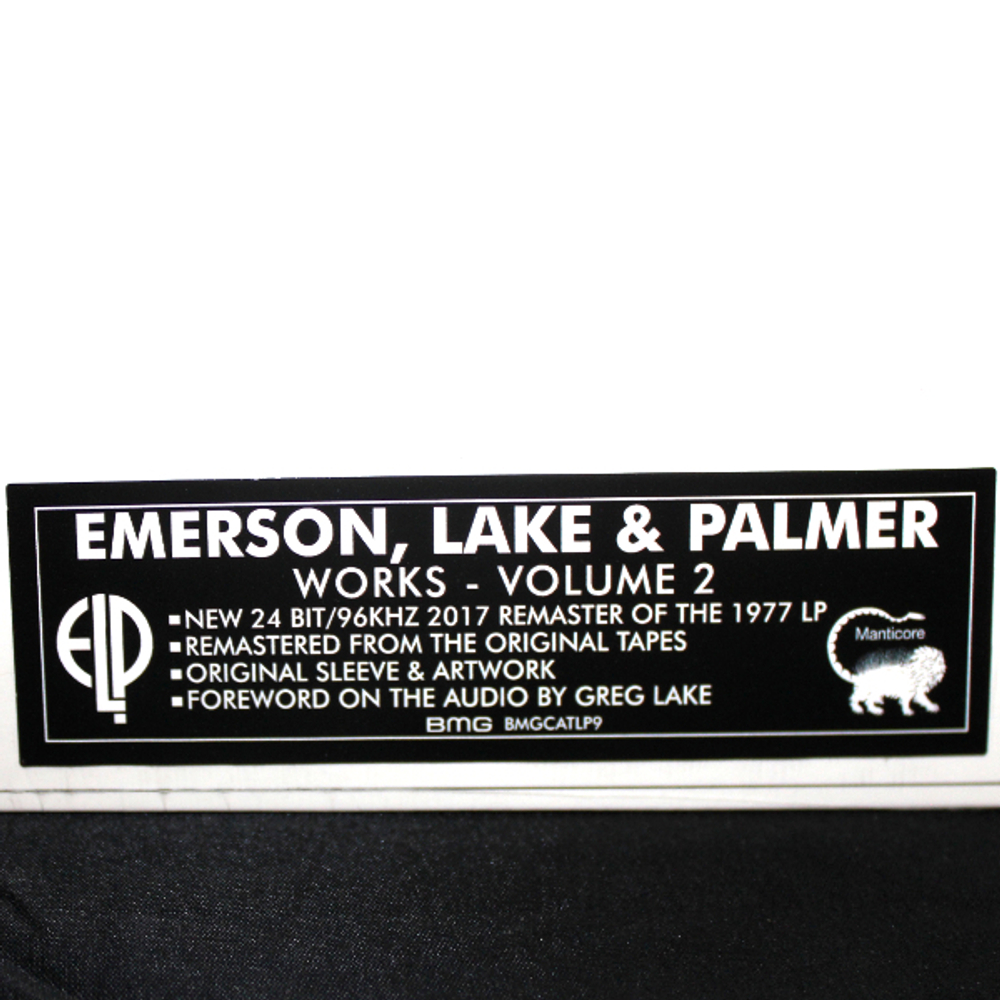 EMERSON, LAKE & PALMER
WORKS - VOLUME 2
ELP
▪NEW 24 BIT/96KHZ 2017 REMASTER OF THE 1977 LP
▪REMASTERED FROM THE ORIGINAL TAPES
▪ORIGINAL SLEEVE & ARTWORK
▪FOREWORD ON THE AUDIO BY GREG LAKE
Manticore
BMG BMGCATLP9